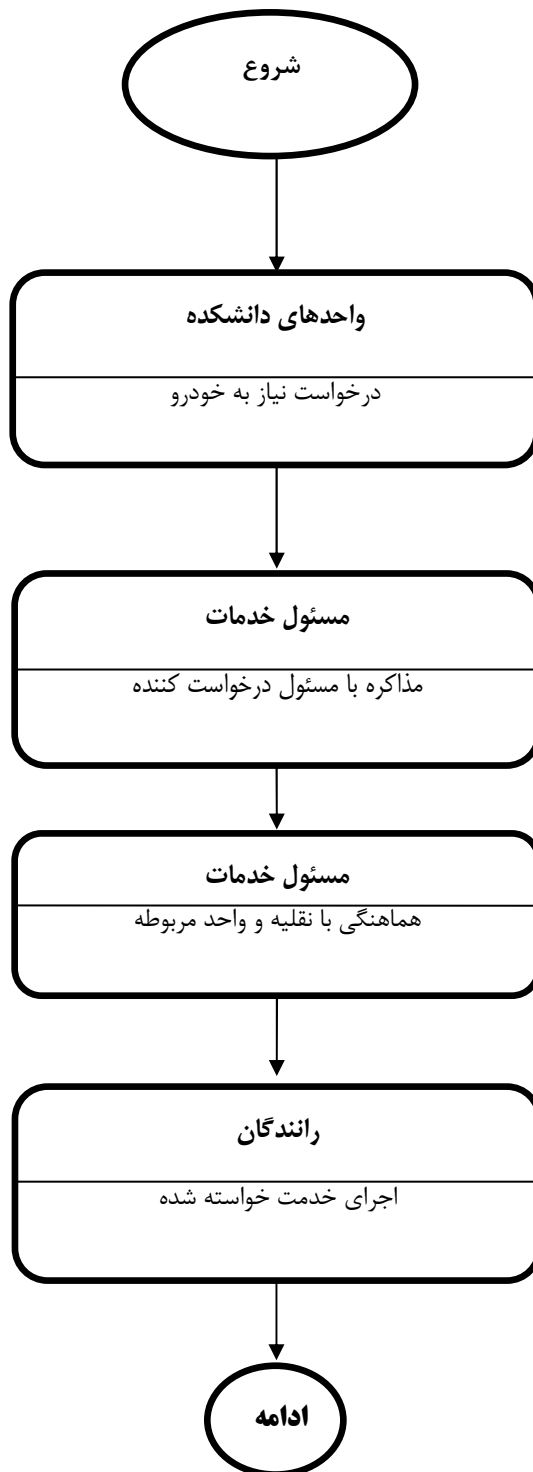 شروع
واحدهای دانشکده
درخواست نیاز به خودرو
مسئول خدمات
مذاکره با مسئول درخواست کننده
مسئول خدمات
هماهنگی با نقلیه و واحد مربوطه
رانندگان
اجرای خدمت خواسته شده
ادامه